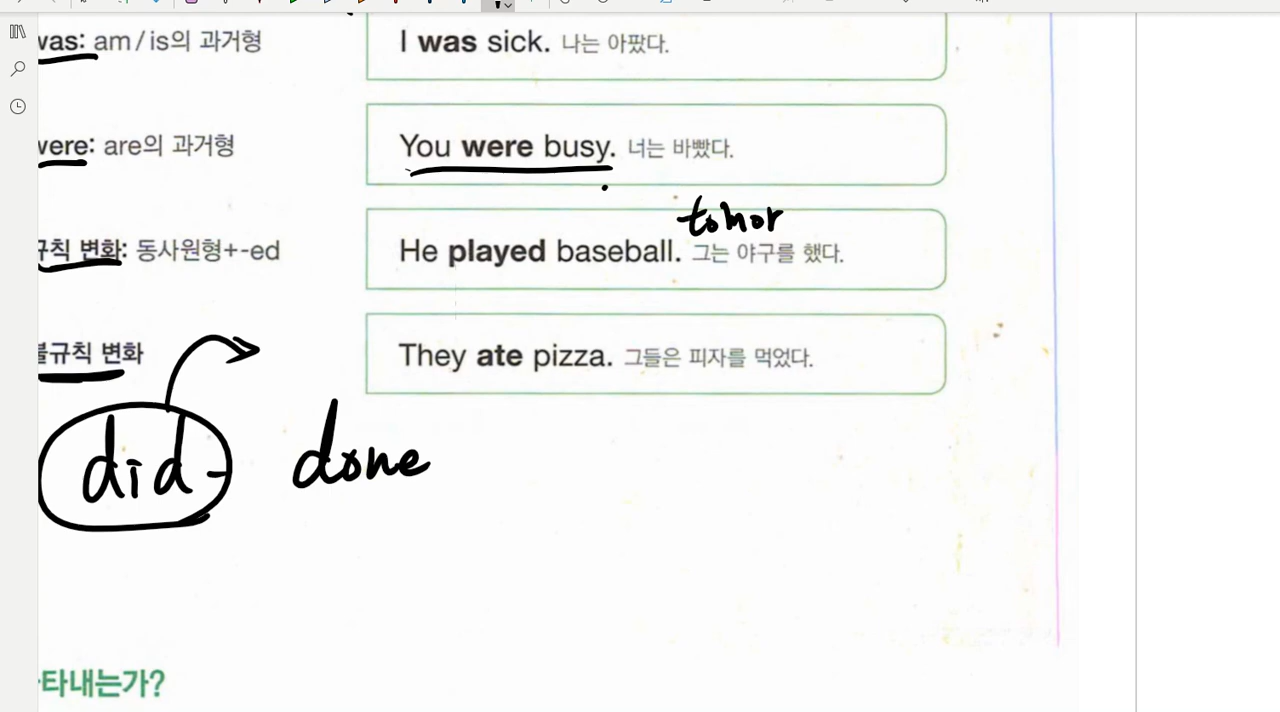 was: am / is의 과거형
I was sick. 나는 아팠다.
were: are의 과거형
You were busy. 너는 바빴다.
tomor
규칙 변화: 동사원형+-ed
He played baseball. 그는 야구를 했다.
불규칙 변화
They ate pizza. 그들은 피자를 먹었다.
did - done
타내는가?